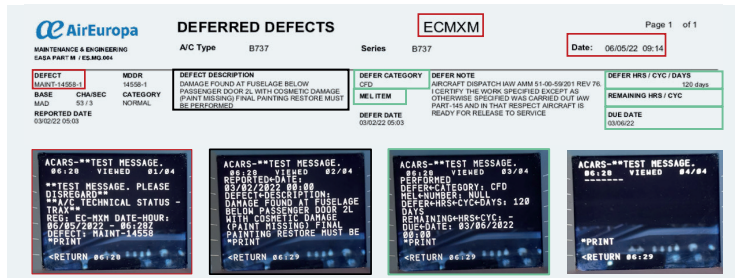 AirEuropa
MAINTENANCE & ENGINEERING
EASA PART M / ES.MG.004
DEFERRED DEFECTS
ECMXM
Page 1 of 1
A/C Type B737 Series B737
Date: 06/05/22 09:14
DEFECT
MAINT-14558-1
MDDR
14558-1
BASE CHA/SEC CATEGORY
MAD 53 / 3 NORMAL
REPORTED DATE
03/02/22 05:03
DEFECT DESCRIPTION
DAMAGE FOUND AT FUSELAGE BELOW
PASSENGER DOOR 2L WITH COSMETIC DAMAGE
(PAINT MISSING) FINAL PAINTING RESTORE MUST
BE PERFORMED
DEFER CATEGORY
CFD
MEL ITEM
DEFER DATE
03/02/22 05:03
DEFER NOTE
AIRCRAFT DISPATCH IAW AMM 51-00-59/201 REV 76.
I CERTIFY THE WORK SPECIFIED EXCEPT AS
OTHERWISE SPECIFIED WAS CARRIED OUT IAW
PART-145 AND IN THAT RESPECT AIRCRAFT IS
READY FOR RELEASE TO SERVICE
DEFER HRS / CYC / DAYS
120 days
REMAINING HRS / CYC
DUE DATE
03/06/22
ACARS-**TEST MESSAGE.
06:28 VIEWED 01/04
**TEST MESSAGE. PLEASE
DISREGARD**
**A/C TECHNICAL STATUS -
TRAX**
REG: EC-MXM DATE-HOUR:
06/05/2022 - 06:28Z
DEFECT: MAINT-14558
*PRINT
<RETURN 06:28
ACARS-**TEST MESSAGE.
06:28 VIEWED 02/04
REPORTED←DATE:
03/02/2022 00:00
DEFECT←DESCRIPTION:
DAMAGE FOUND AT FUSELAGE
BELOW PASSENGER DOOR 2L
WITH COSMETIC DAMAGE
(PAINT MISSING) FINAL
PAINTING RESTORE MUST BE
*PRINT
<RETURN 06:29
ACARS-**TEST MESSAGE.
06:28 VIEWED 03/04
PERFORMED
DEFER←CATEGORY: CFD
MEL←NUMBER: NULL
DEFER←HRS←CYC←DAYS: 120
DAYS
REMAINING←HRS←CYC: -
DUE←DATE: 03/06/2022
00:00
*PRINT
<RETURN 06:29
ACARS-**TEST MESSAGE.
06:28 VIEWED 04/04
-------
*PRINT
<RETURN 06:29